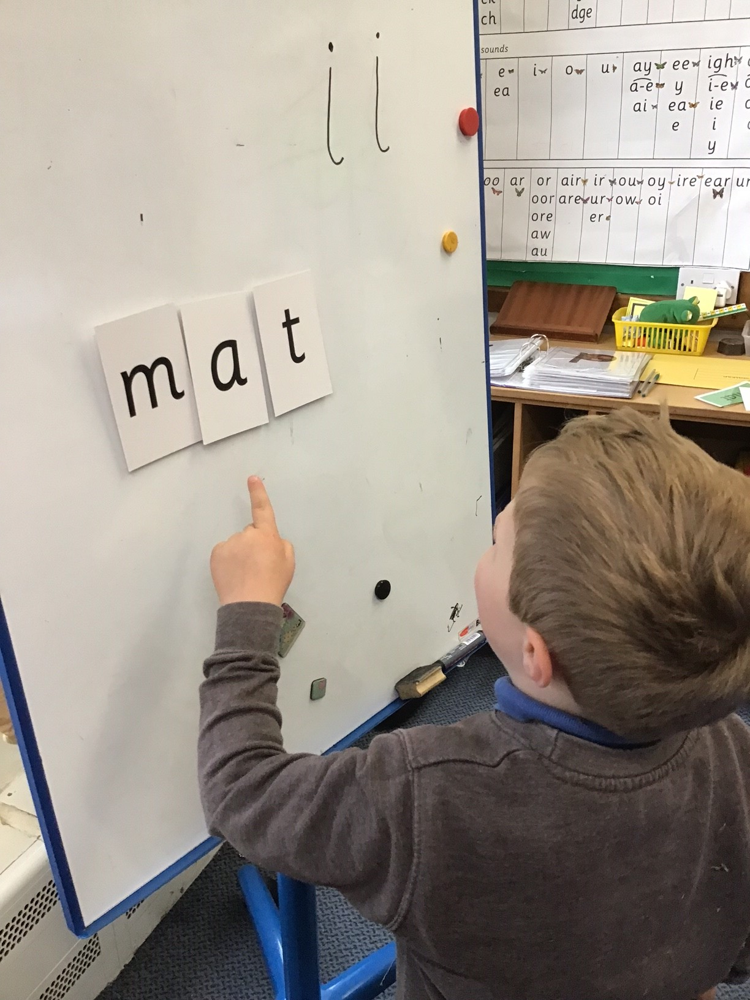 i i
m a t
ck
ch dge
sounds
e i o u ay ee igh
ea a-e y i-e
ai ea ie
e i
y
oo ar or air ir ou oy ire ear ur
oor are ur ow oi
ore er
aw
au